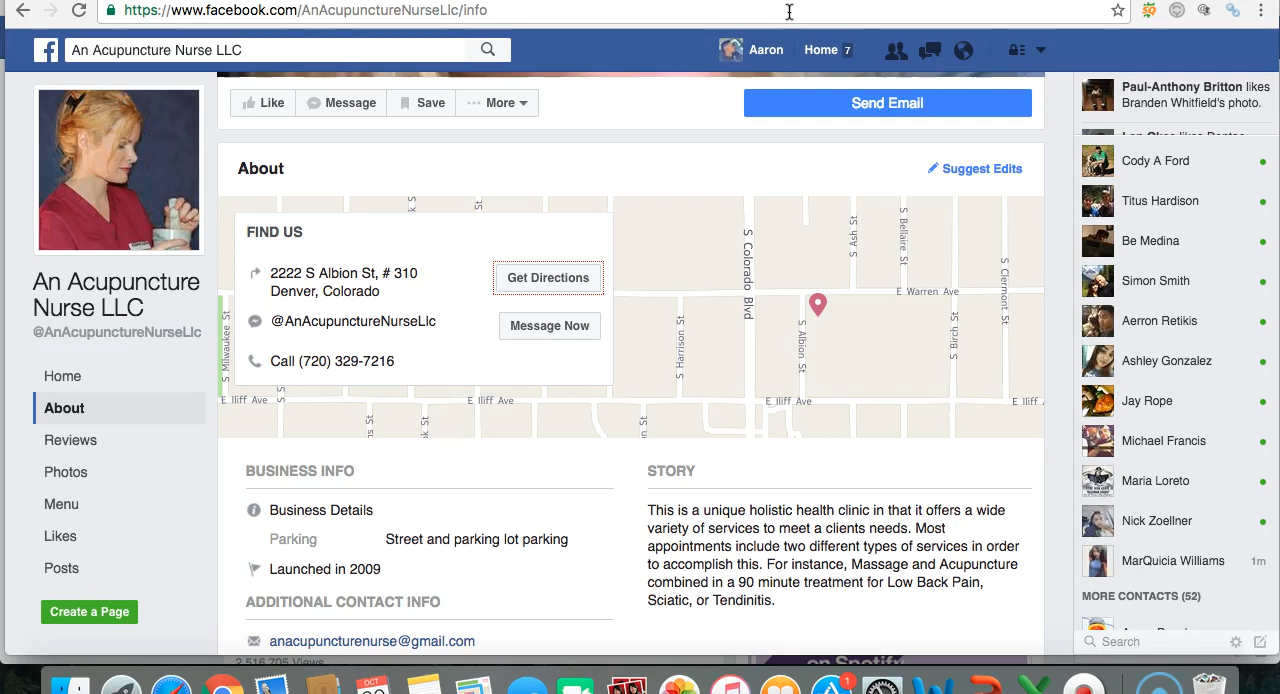 https://www.facebook.com/AnAcupunctureNurseLlc/info
An Acupuncture Nurse LLC
Aaron
Home 7
Like
Message
Save
More
Send Email
About
Suggest Edits
FIND US
2222 S Albion St, # 310
Denver, Colorado
Get Directions
@AnAcupunctureNurseLlc
Message Now
Call (720) 329-7216
S Milwaukee St
E Iliff Ave
E Iliff Ave
E Iliff Ave
E Iliff
S Harrison St
S Colorado Blvd
S Albion St
S Ash St
S Bellaire St
E Warren Ave
S Birch St
S Clermont St
An Acupuncture
Nurse LLC
@AnAcupunctureNurseLlc
Home
About
Reviews
Photos
Menu
Likes
Posts
Create a Page
BUSINESS INFO
Business Details
Parking Street and parking lot parking
Launched in 2009
ADDITIONAL CONTACT INFO
anacupuncturenurse@gmail.com
STORY
This is a unique holistic health clinic in that it offers a wide
variety of services to meet a clients needs. Most
appointments include two different types of services in order
to accomplish this. For instance, Massage and Acupuncture
combined in a 90 minute treatment for Low Back Pain,
Sciatic, or Tendinitis.
Paul-Anthony Britton likes
Branden Whitfield's photo.
Cody A Ford
Titus Hardison
Be Medina
Simon Smith
Aerron Retikis
Ashley Gonzalez
Jay Rope
Michael Francis
Maria Loreto
Nick Zoellner
MarQuicia Williams 1m
MORE CONTACTS (52)
Search
on Spotify
OCT
1